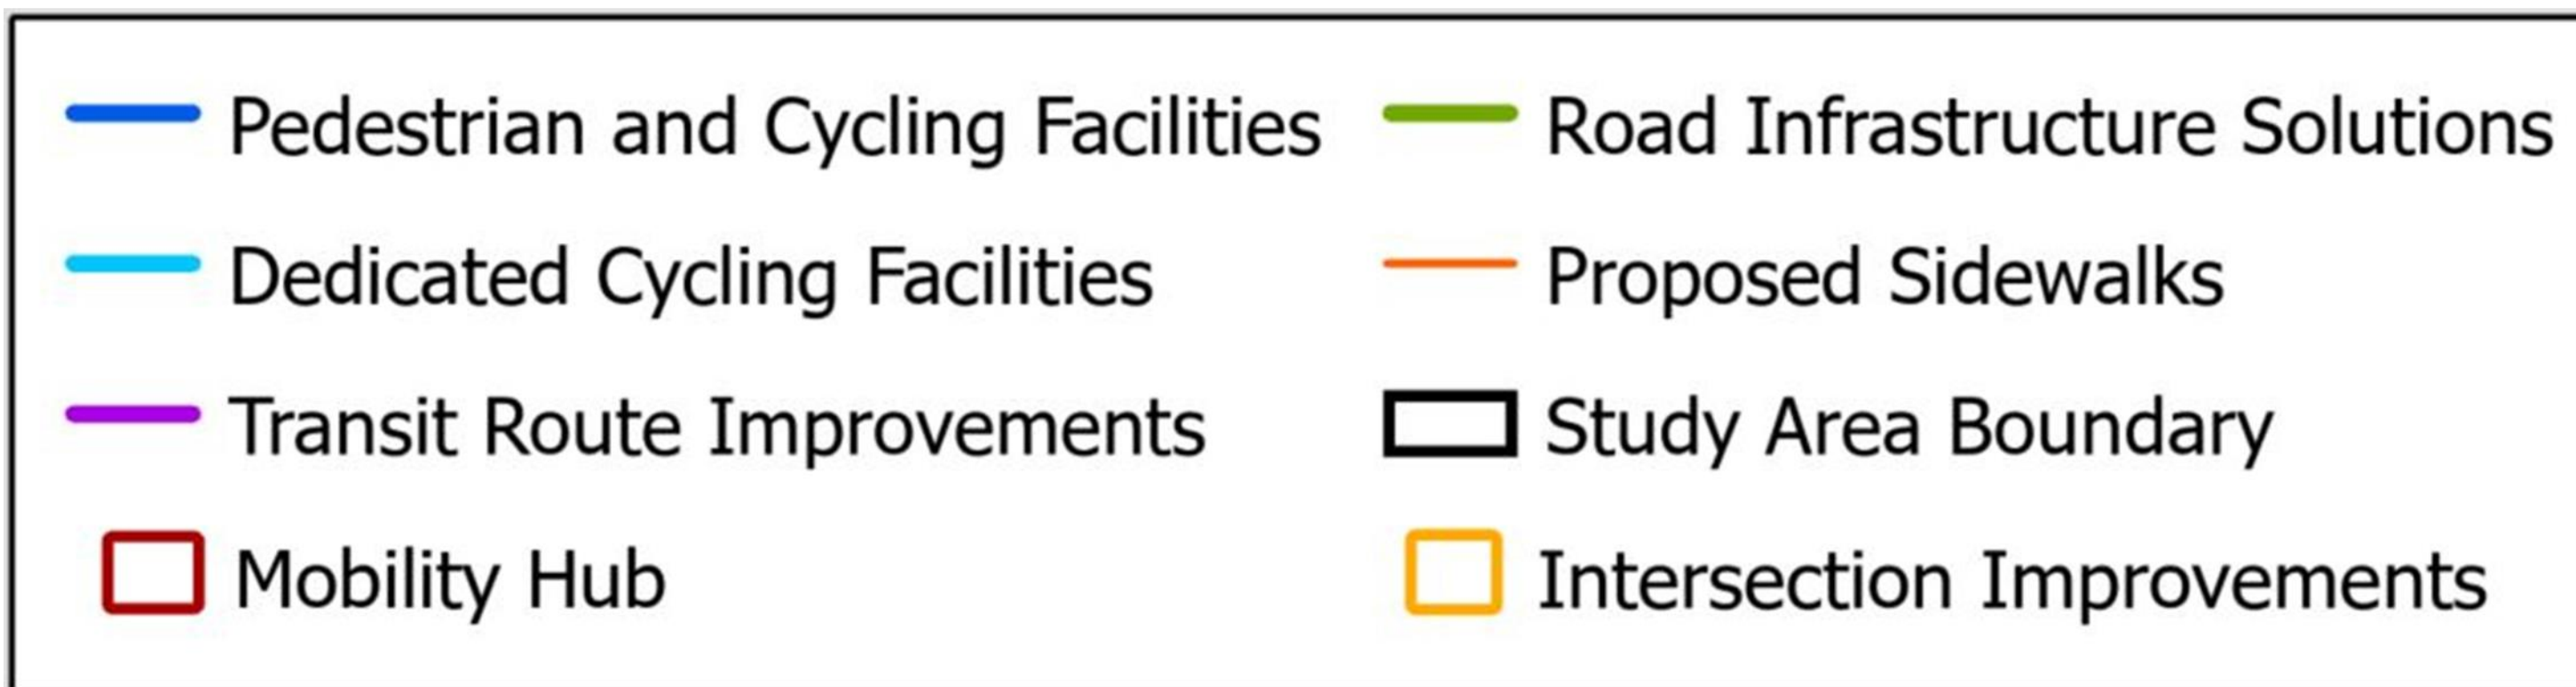 Pedestrian and Cycling Facilities
Road Infrastructure Solutions
Dedicated Cycling Facilities
Proposed Sidewalks
Transit Route Improvements
Study Area Boundary
Mobility Hub
Intersection Improvements